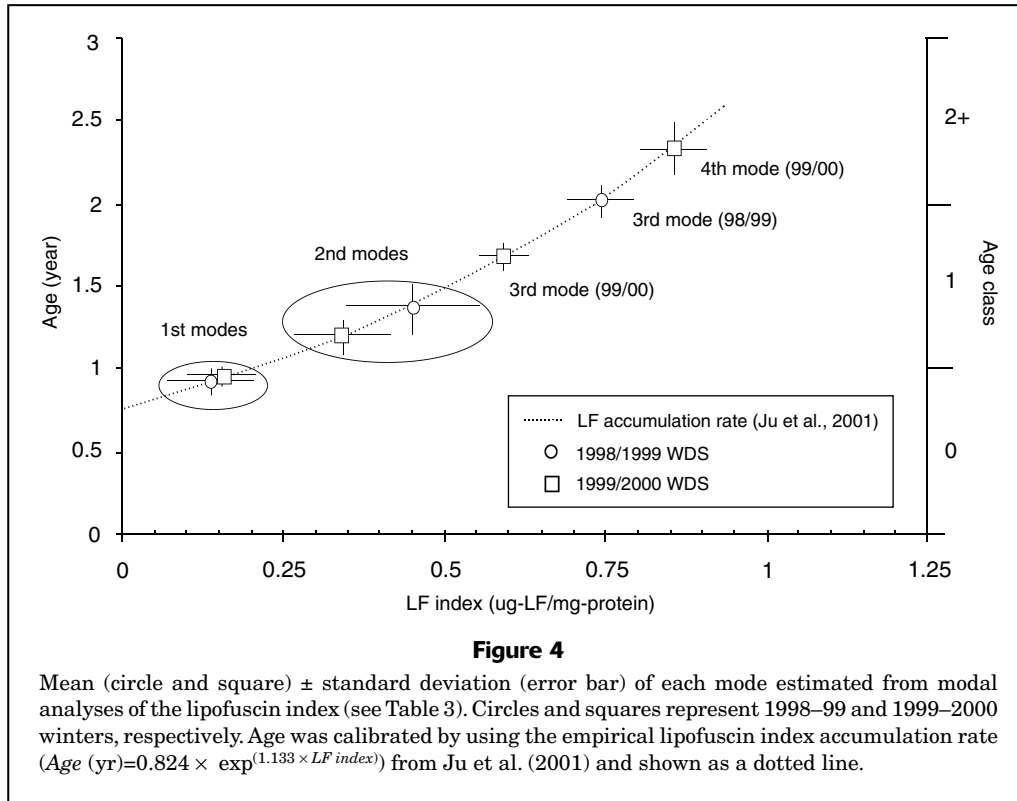 3
2.5
2
1.5
1
0.5
0
Age (year)
0
0.25
0.5
0.75
1
1.25
LF index (ug-LF/mg-protein)
2+
1
0
Age class
1st modes
2nd modes
3rd mode (99/00)
3rd mode (98/99)
4th mode (99/00)
LF accumulation rate (Ju et al., 2001)
1998/1999 WDS
1999/2000 WDS
Figure 4
Mean (circle and square) ± standard deviation (error bar) of each mode estimated from modal
analyses of the lipofuscin index (see Table 3). Circles and squares represent 1998–99 and 1999–2000
winters, respectively. Age was calibrated by using the empirical lipofuscin index accumulation rate
(Age (yr)=0.824 × exp(1.133 × LF index)) from Ju et al. (2001) and shown as a dotted line.